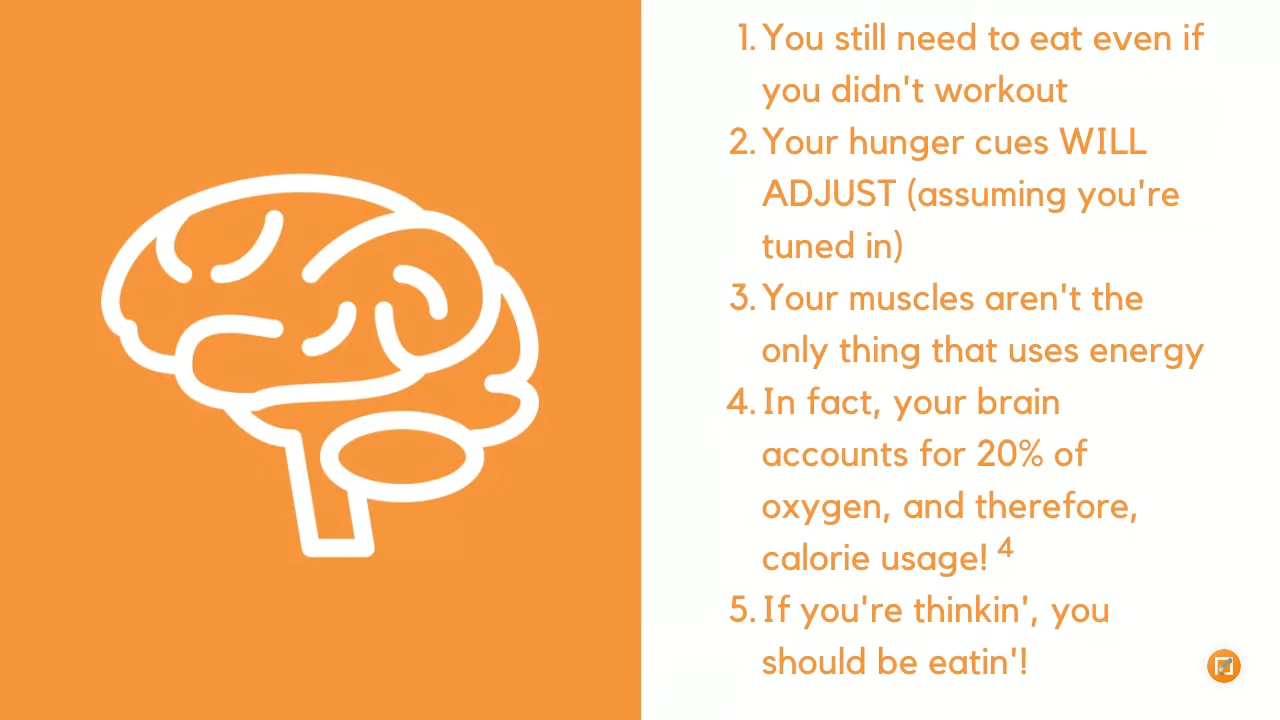 1. You still need to eat even if
you didn't workout
2. Your hunger cues WILL
ADJUST (assuming you're
tuned in)
3. Your muscles aren't the
only thing that uses energy
4. In fact, your brain
accounts for 20% of
oxygen, and therefore,
calorie usage! 4
5. If you're thinkin', you
should be eatin'!